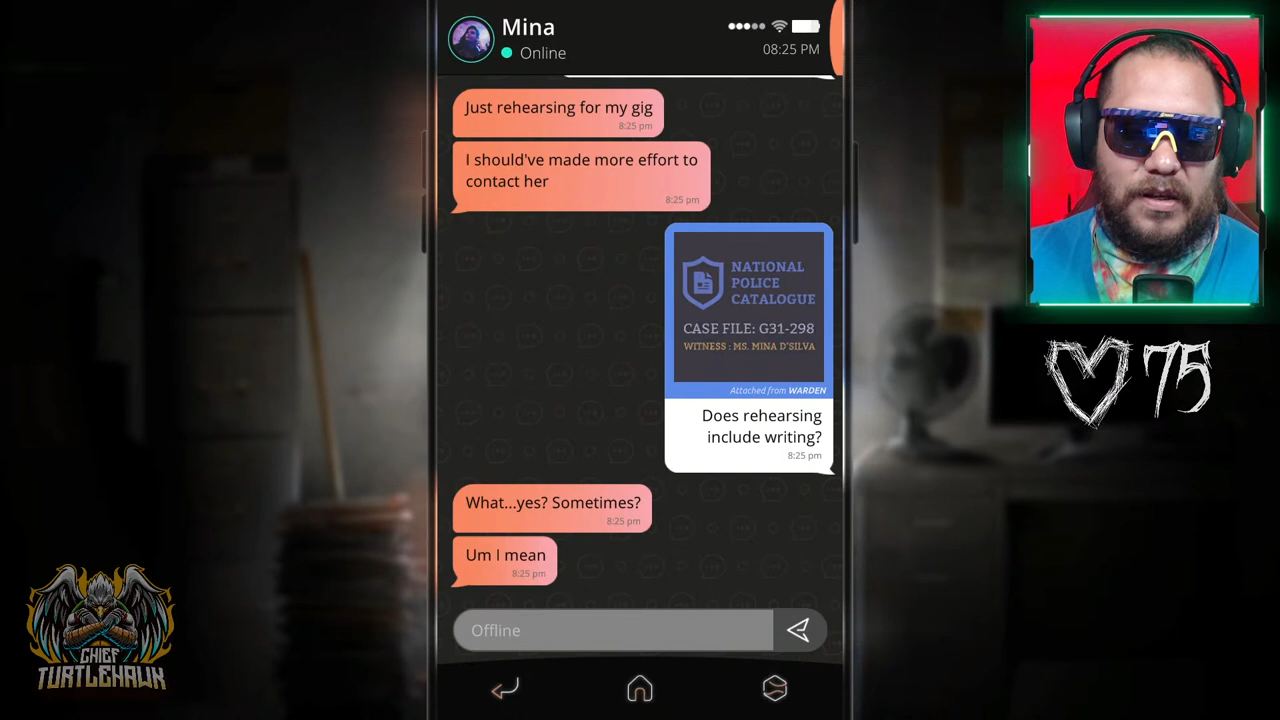 Mina
Online
08:25 PM
Just rehearsing for my gig
8:25 pm
I should've made more effort to
contact her
8:25 pm
NATIONAL
POLICE
CATALOGUE
CASE FILE: G31-298
WITNESS : MS. MINA D'SILVA
Attached from WARDEN
Does rehearsing
include writing?
8:25 pm
What...yes? Sometimes?
8:25 pm
Um I mean
8:25 pm
Offline
75
CHIEF
TURTLEHAWK